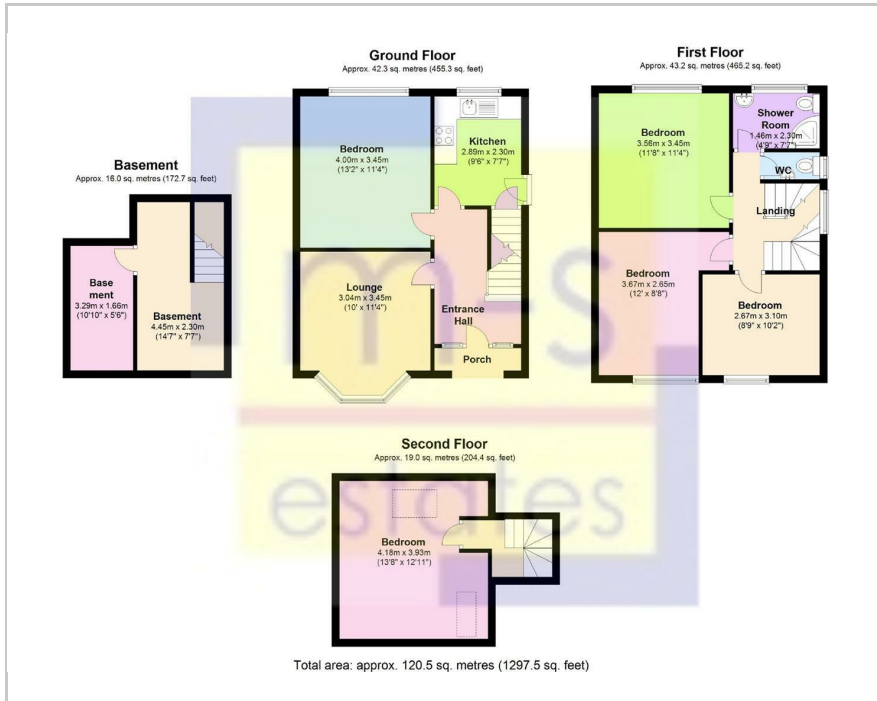 Ground Floor
Approx. 42.3 sq. metres (455.3 sq. feet)
First Floor
Approx. 43.2 sq. metres (465.2 sq. feet)
Basement
Approx. 16.0 sq. metres (172.7 sq. feet)
Base
ment
3.29m x 1.66m
(10'10" x 5'6")
Basement
4.45m x 2.30m
(14'7" x 7'7")
Bedroom
4.00m x 3.45m
(13'2" x 11'4")
Kitchen
2.89m x 2.30m
(9'6" x 7'7")
Lounge
3.04m x 3.45m
(10' x 11'4")
Entrance
Hall
Porch
Bedroom
3.56m x 3.45m
(11'8" x 11'4")
Shower
Room
1.46m x 2.30m
(4'9" x 7'7")
WC
Landing
Bedroom
3.67m x 2.65m
(12' x 8'8")
Bedroom
2.67m x 3.10m
(8'9" x 10'2")
m-s
estates
Second Floor
Approx. 19.0 sq. metres (204.4 sq. feet)
Bedroom
4.18m x 3.93m
(13'8" x 12'11")
Total area: approx. 120.5 sq. metres (1297.5 sq. feet)